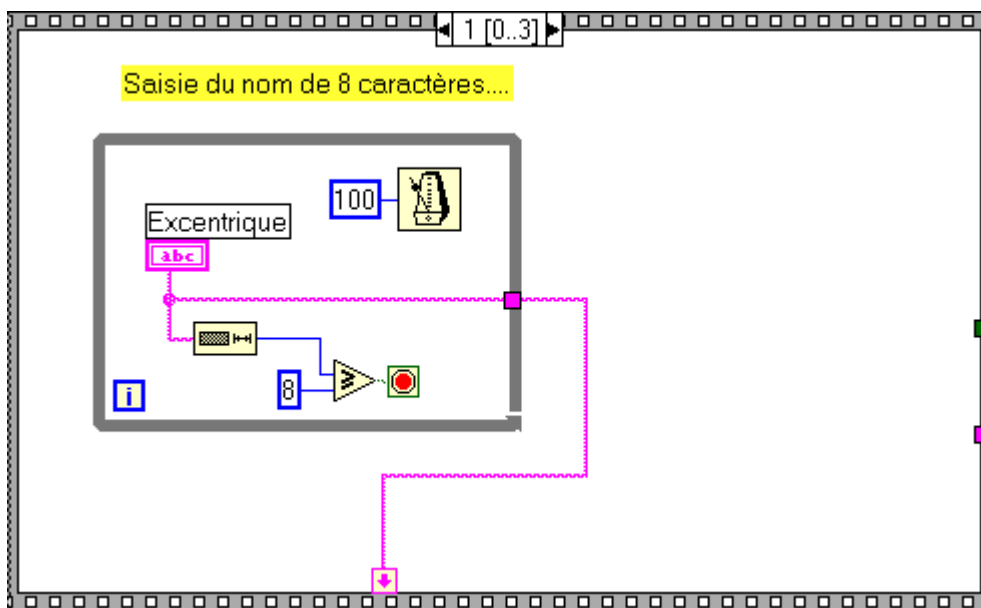 1 [0..3]
Saisie du nom de 8 caractères....
100
Excentrique
abc
8
i